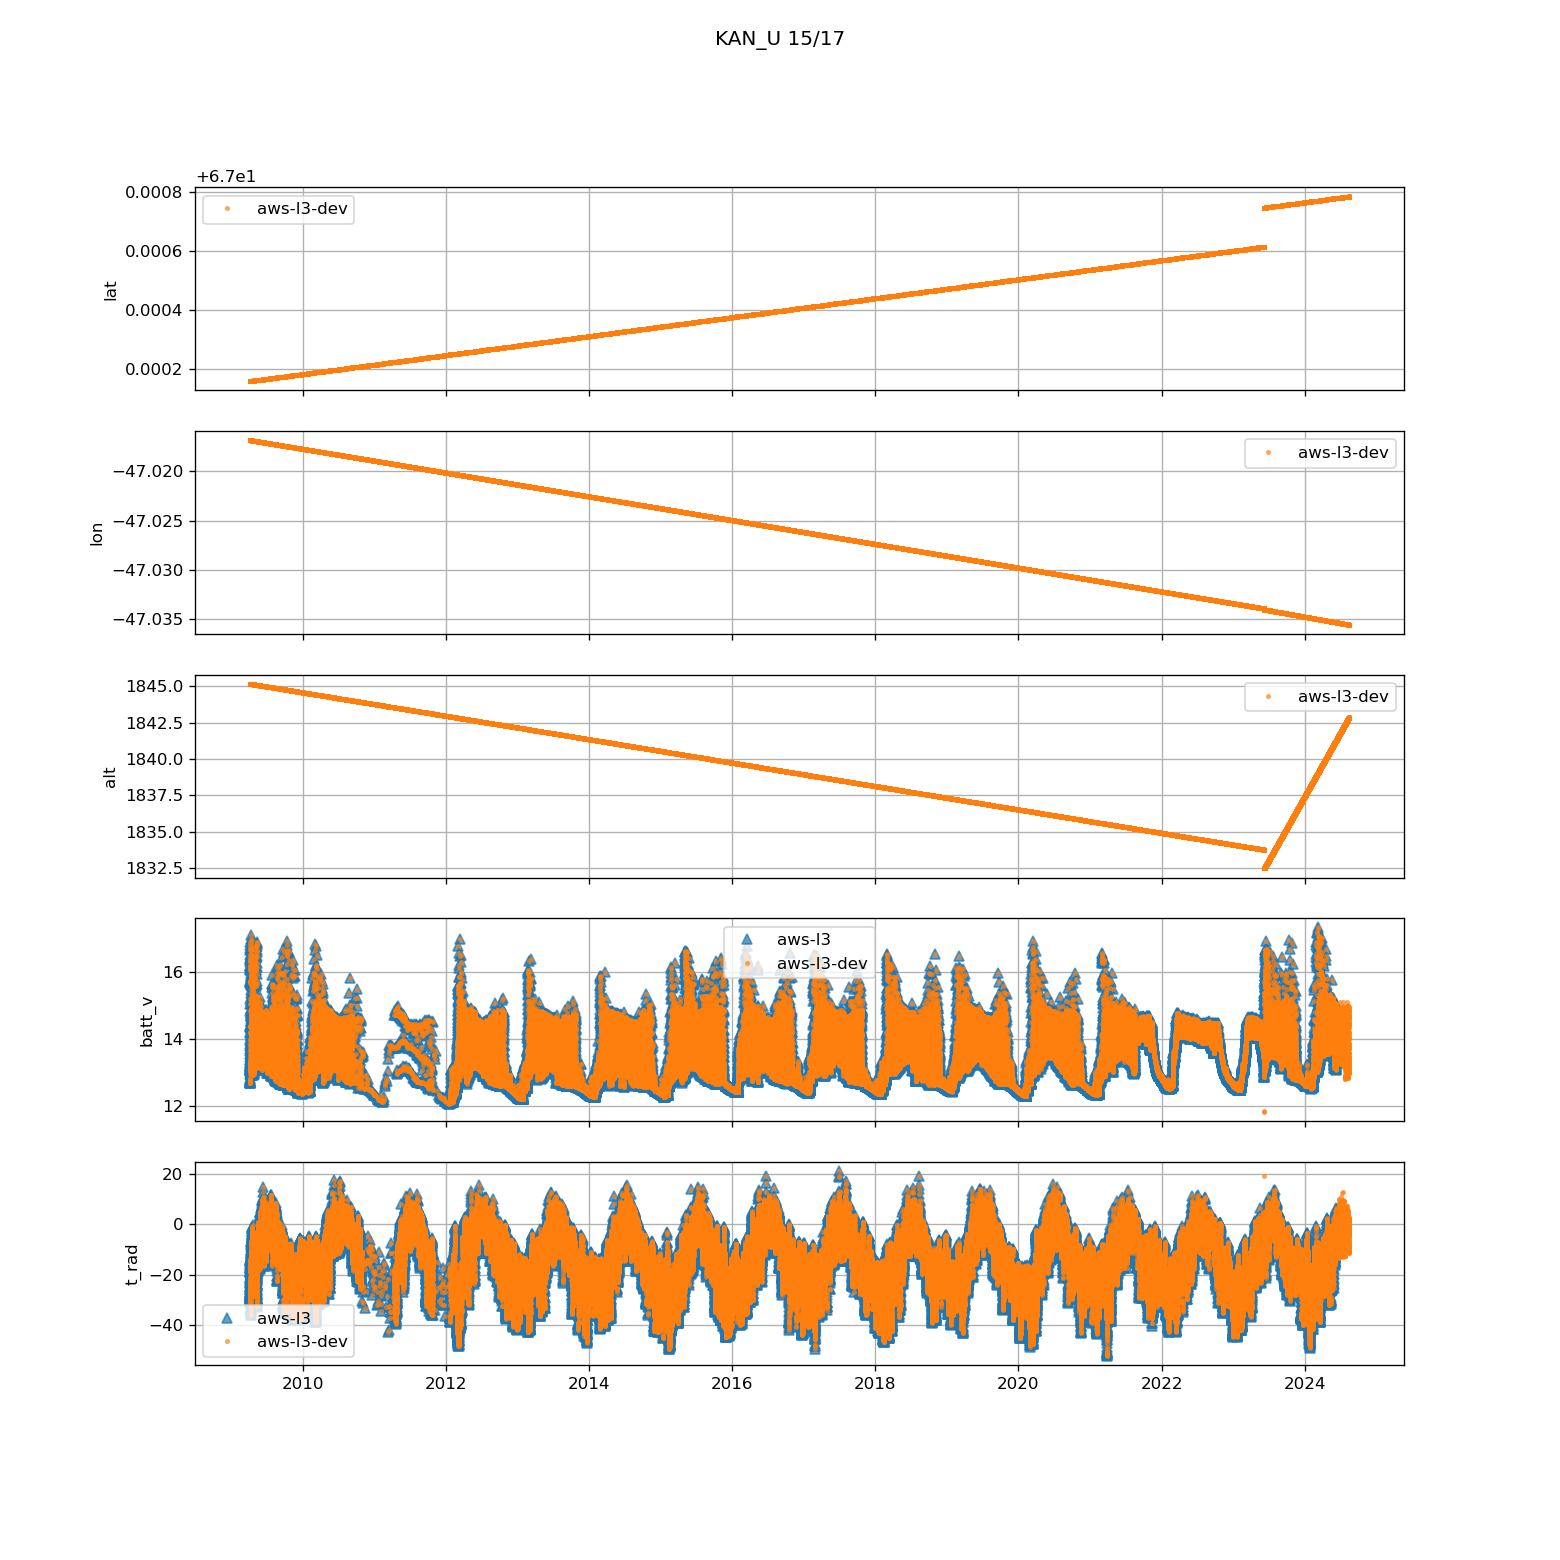 KAN_U 15/17
+6.7e1
0.0008
0.0006
0.0004
0.0002
lat
aws-l3-dev
−47.020
−47.025
−47.030
−47.035
lon
aws-l3-dev
1845.0
1842.5
1840.0
1837.5
1835.0
1832.5
alt
aws-l3-dev
16
14
12
batt_v
aws-l3
aws-l3-dev
20
0
−20
−40
t_rad
aws-l3
aws-l3-dev
2010 2012 2014 2016 2018 2020 2022 2024